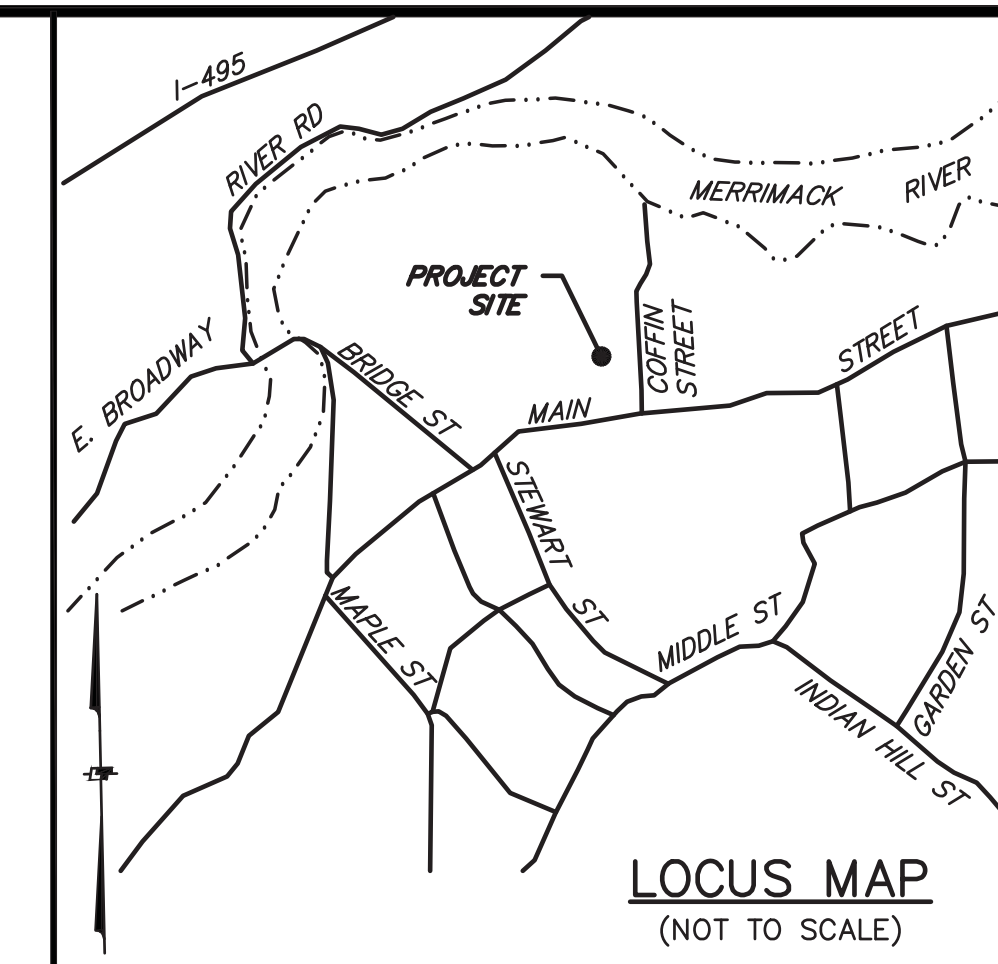 I-495
RIVER RD
MERRIMACK RIVER
PROJECT
SITE
COFFIN
STREET
E. BROADWAY
BRIDGE ST
MAIN STREET
STEWART ST
MAPLE ST
MIDDLE ST
GARDEN ST
INDIAN HILL ST
LOCUS MAP
(NOT TO SCALE)